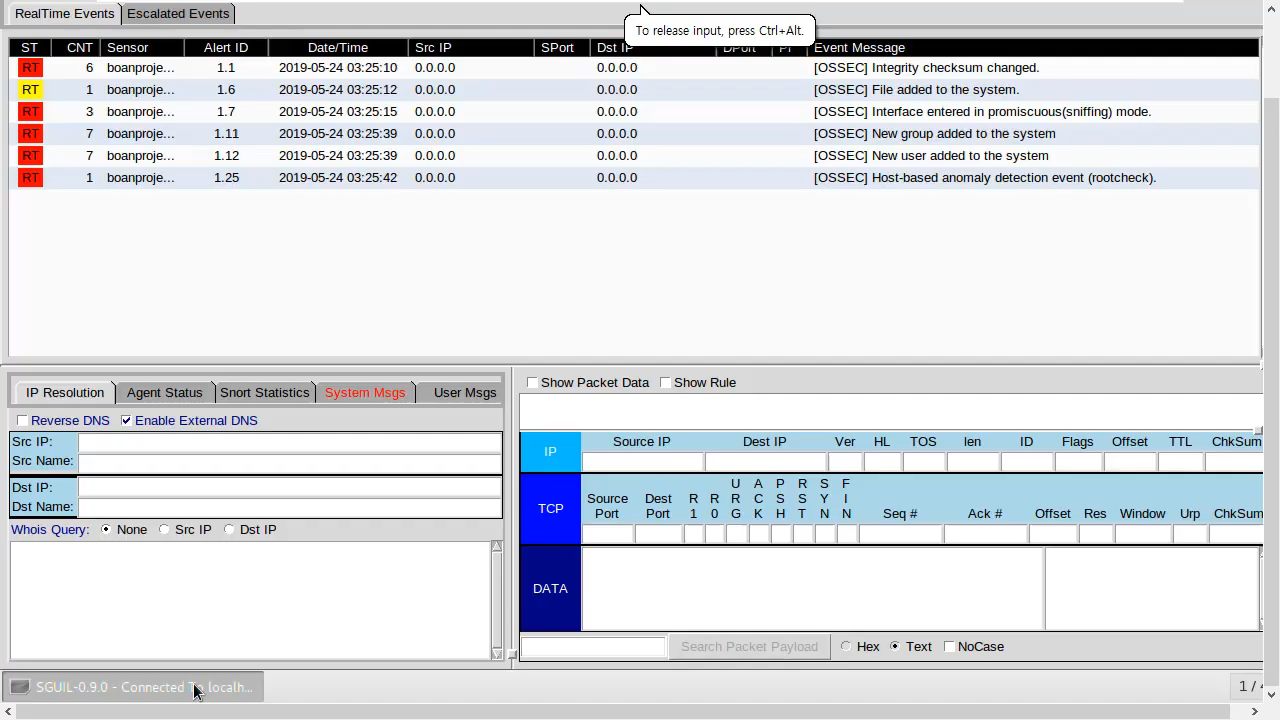 RealTime Events Escalated Events
To release input, press Ctrl+Alt.
ST CNT Sensor Alert ID Date/Time Src IP SPort Dst IP DPort Pr Event Message
RT 6 boanproje... 1.1 2019-05-24 03:25:10 0.0.0.0 0.0.0.0 [OSSEC] Integrity checksum changed.
RT 1 boanproje... 1.6 2019-05-24 03:25:12 0.0.0.0 0.0.0.0 [OSSEC] File added to the system.
RT 3 boanproje... 1.7 2019-05-24 03:25:15 0.0.0.0 0.0.0.0 [OSSEC] Interface entered in promiscuous(sniffing) mode.
RT 7 boanproje... 1.11 2019-05-24 03:25:39 0.0.0.0 0.0.0.0 [OSSEC] New group added to the system
RT 7 boanproje... 1.12 2019-05-24 03:25:39 0.0.0.0 0.0.0.0 [OSSEC] New user added to the system
RT 1 boanproje... 1.25 2019-05-24 03:25:42 0.0.0.0 0.0.0.0 [OSSEC] Host-based anomaly detection event (rootcheck).
IP Resolution Agent Status Snort Statistics System Msgs User Msgs
Reverse DNS Enable External DNS
Src IP:
Src Name:
Dst IP:
Dst Name:
Whois Query: None Src IP Dst IP
Show Packet Data Show Rule
IP Source IP Dest IP Ver HL TOS len ID Flags Offset TTL ChkSum
TCP Source Port Dest Port R1 R0 URG ACK PSH RST SYN FIN Seq # Ack # Offset Res Window Urp ChkSum
DATA
Search Packet Payload Hex Text NoCase
SGUIL-0.9.0 - Connected To localh...
1 /